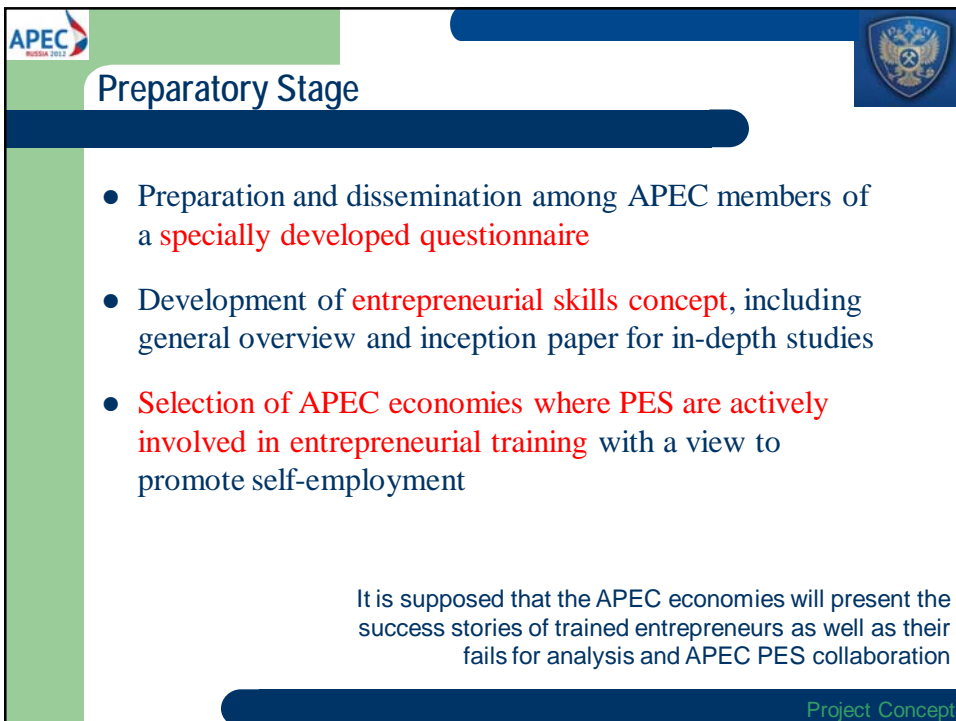 APEC
RUSSIA 2012
Preparatory Stage
● Preparation and dissemination among APEC members of
a specially developed questionnaire
● Development of entrepreneurial skills concept, including
general overview and inception paper for in-depth studies
● Selection of APEC economies where PES are actively
involved in entrepreneurial training with a view to
promote self-employment
It is supposed that the APEC economies will present the
success stories of trained entrepreneurs as well as their
fails for analysis and APEC PES collaboration
Project Concept